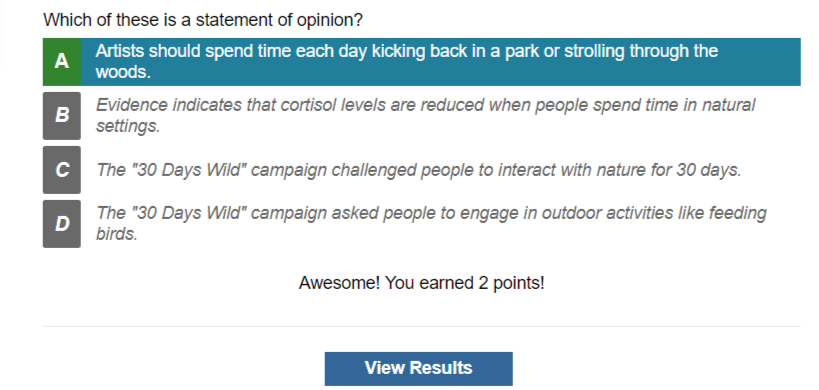 Which of these is a statement of opinion?
A
Artists should spend time each day kicking back in a park or strolling through the
woods.
B
Evidence indicates that cortisol levels are reduced when people spend time in natural
settings.
C
The "30 Days Wild" campaign challenged people to interact with nature for 30 days.
D
The "30 Days Wild" campaign asked people to engage in outdoor activities like feeding
birds.
Awesome! You earned 2 points!
View Results